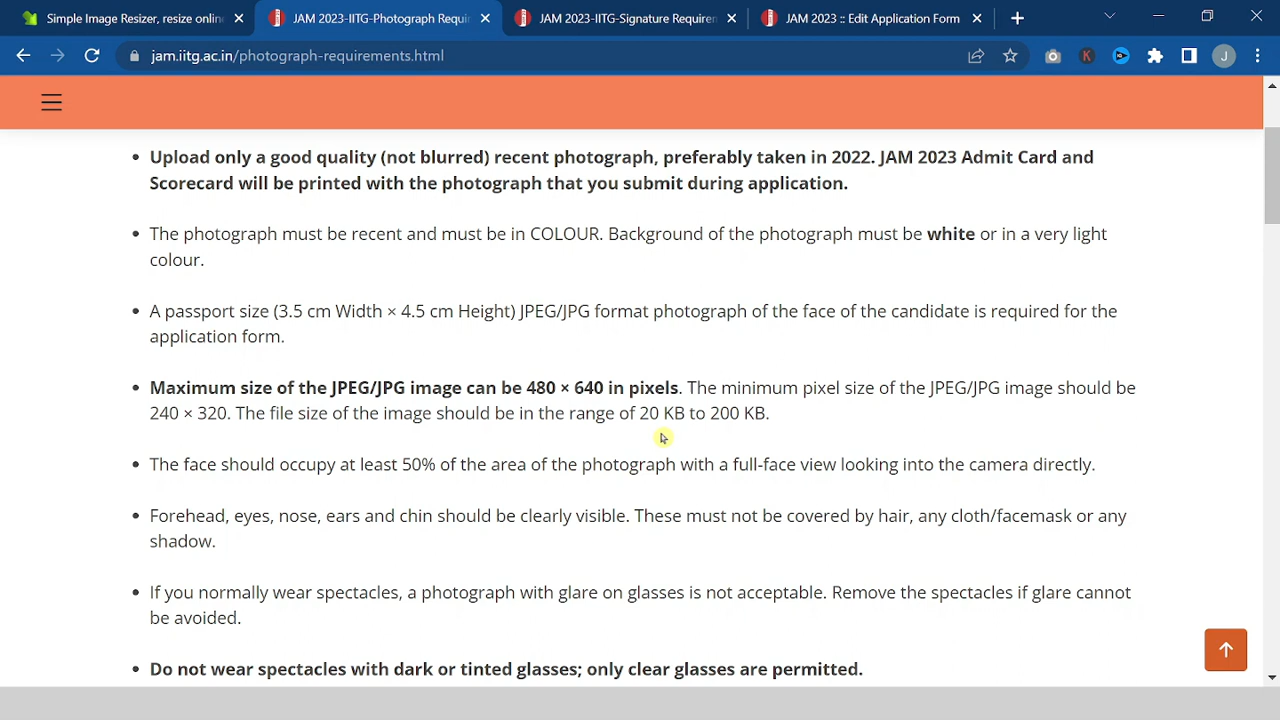 Simple Image Resizer, resize online
JAM 2023-IITG-Photograph Requi
JAM 2023-IITG-Signature Requirem
JAM 2023 :: Edit Application Form
jam.iitg.ac.in/photograph-requirements.html
K
J
• Upload only a good quality (not blurred) recent photograph, preferably taken in 2022. JAM 2023 Admit Card and
Scorecard will be printed with the photograph that you submit during application.
• The photograph must be recent and must be in COLOUR. Background of the photograph must be white or in a very light
colour.
• A passport size (3.5 cm Width × 4.5 cm Height) JPEG/JPG format photograph of the face of the candidate is required for the
application form.
• Maximum size of the JPEG/JPG image can be 480 × 640 in pixels. The minimum pixel size of the JPEG/JPG image should be
240 × 320. The file size of the image should be in the range of 20 KB to 200 KB.
• The face should occupy at least 50% of the area of the photograph with a full-face view looking into the camera directly.
• Forehead, eyes, nose, ears and chin should be clearly visible. These must not be covered by hair, any cloth/facemask or any
shadow.
• If you normally wear spectacles, a photograph with glare on glasses is not acceptable. Remove the spectacles if glare cannot
be avoided.
• Do not wear spectacles with dark or tinted glasses; only clear glasses are permitted.